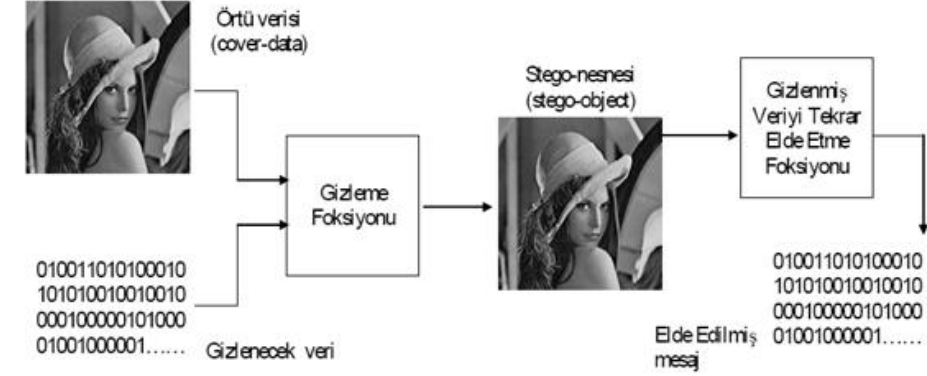 Örtü verisi
(cover-data)
Gizleme
Foksiyonu
010011010100010
101010010010010
000100000101000
01001000001......
Gizlenecek veri
Stego-nesnesi
(stego-object)
Gizlenmiş
Veriyi Tekrar
Elde Etme
Foksiyonu
010011010100010
101010010010010
000100000101000
01001000001......
Elde Edilmiş
mesaj